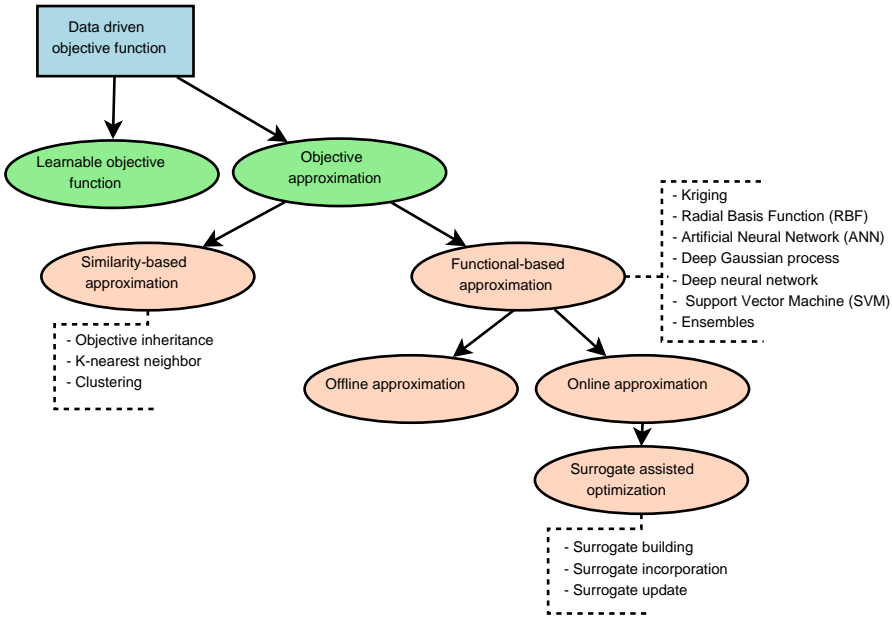 Data driven
objective function
Learnable objective
function
Objective
approximation
Similarity-based
approximation
Functional-based
approximation
- Kriging
- Radial Basis Function (RBF)
- Artificial Neural Network (ANN)
- Deep Gaussian process
- Deep neural network
- Support Vector Machine (SVM)
- Ensembles
- Objective inheritance
- K-nearest neighbor
- Clustering
Offline approximation
Online approximation
Surrogate assisted
optimization
- Surrogate building
- Surrogate incorporation
- Surrogate update